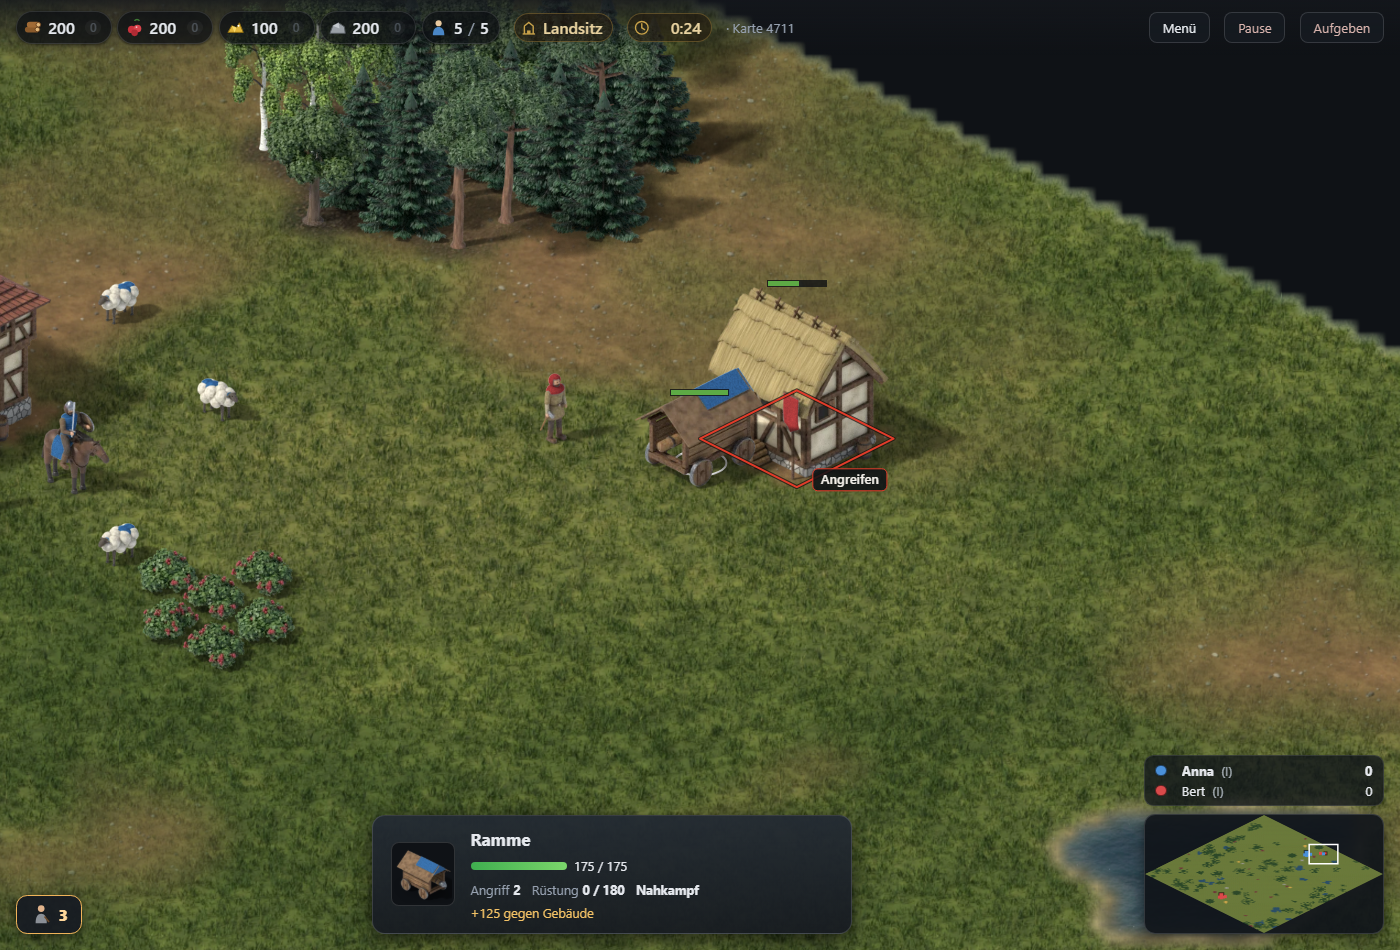 200 0 200 0 100 0 200 0 5 / 5 Landsitz 0:24 · Karte 4711 Menü Pause Aufgeben
Angreifen
Anna (I) 0
Bert (I) 0
Ramme
175 / 175
Angriff 2 Rüstung 0 / 180 Nahkampf
+125 gegen Gebäude
3